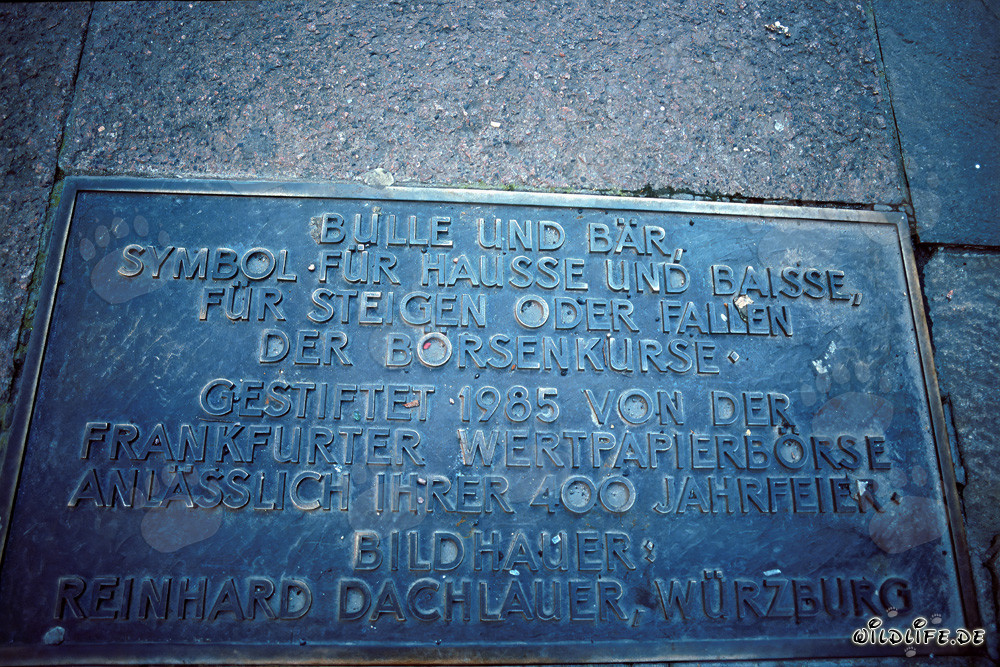 BULLE UND BÄR,
SYMBOL FÜR HAUSSE UND BAISSE,
FÜR STEIGEN ODER FALLEN
DER BÖRSENKURSE.
GESTIFTET 1985 VON DER
FRANKFURTER WERTPAPIERBÖRSE
ANLÄSSLICH IHRER 400 JAHRFEIER.
BILDHAUER:
REINHARD DACHLAUER, WÜRZBURG
WILDLIFE.DE